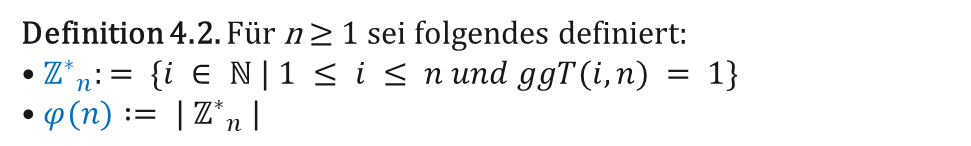 Definition 4.2. Für n ≥ 1 sei folgendes definiert:
• ℤ*ₙ: = {i ∈ ℕ | 1 ≤ i ≤ n und ggT(i, n) = 1}
• φ(n) := | ℤ*ₙ |